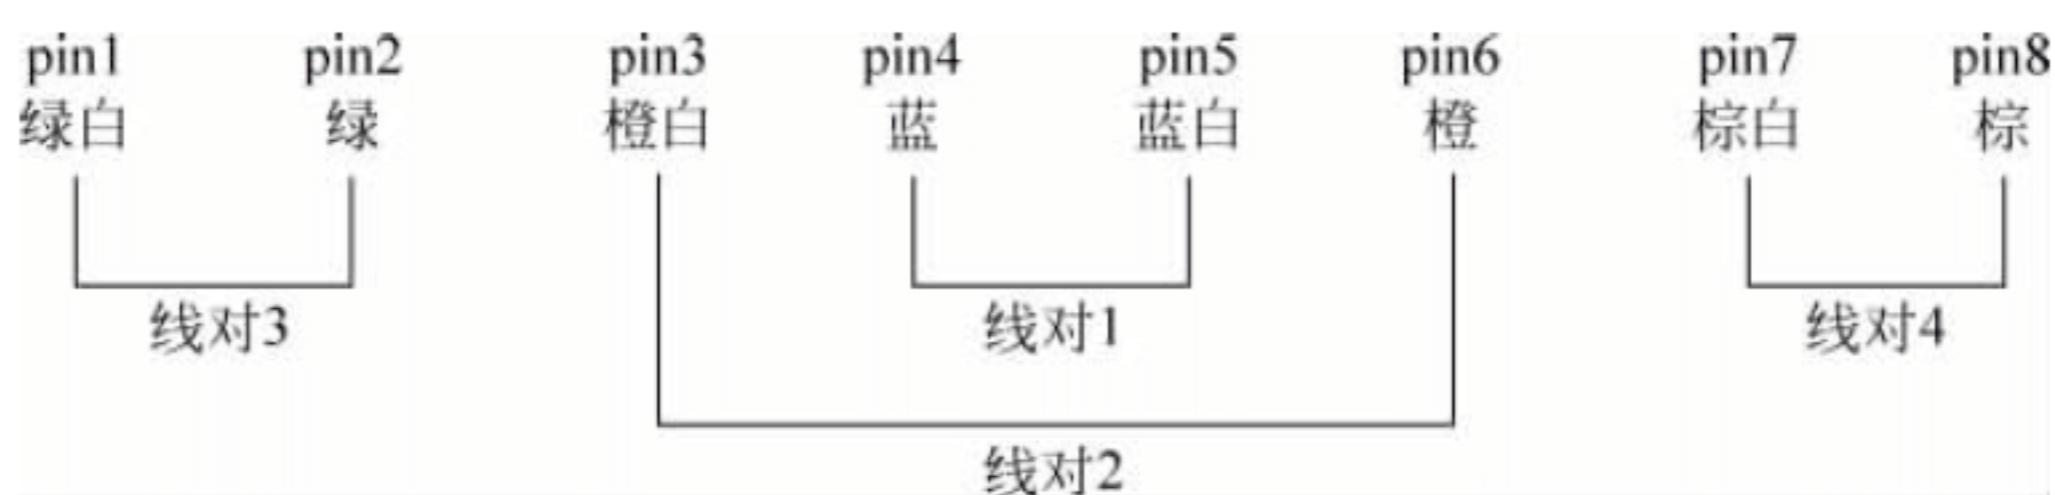 pin1 pin2 pin3 pin4 pin5 pin6 pin7 pin8
绿白 绿 橙白 蓝 蓝白 橙 棕白 棕
线对3 线对1 线对4
线对2